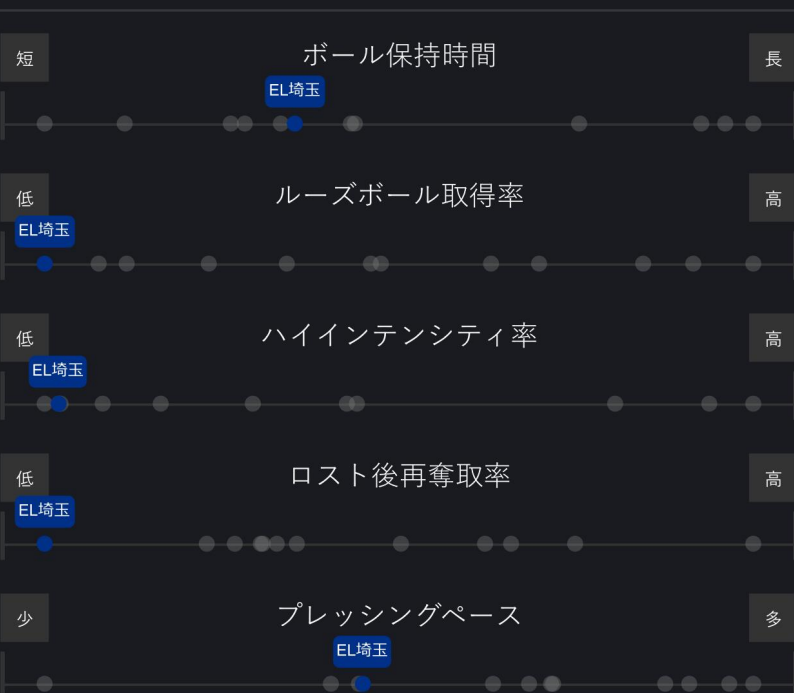 ボール保持時間
短
長
EL埼玉
ルーズボール取得率
低
高
EL埼玉
ハイインテンシティ率
低
高
EL埼玉
ロスト後再奪取率
低
高
EL埼玉
プレッシングペース
少
多
EL埼玉